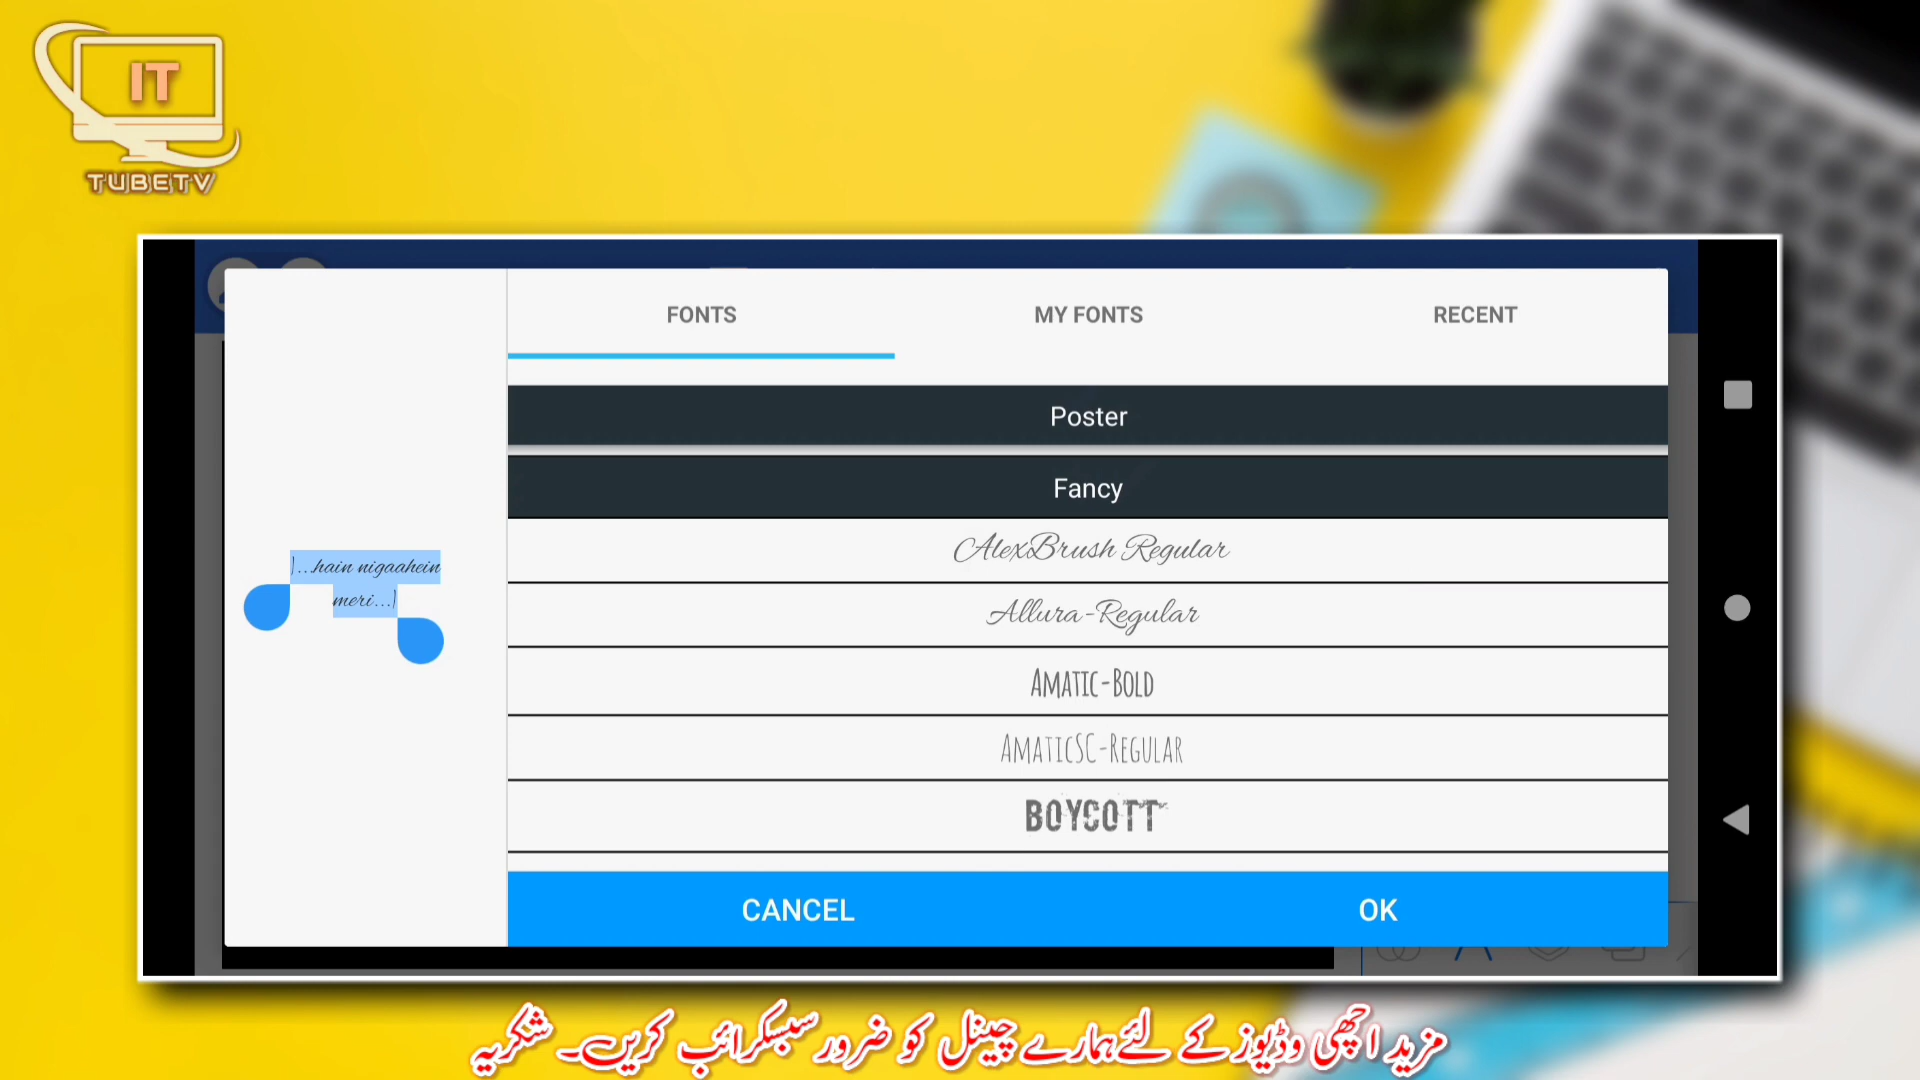 IT
TUBETV
FONTS
MY FONTS
RECENT
Poster
Fancy
AlexBrush Regular
Allura-Regular
|...hain nigaahein
meri...|
AMATIC-BOLD
AMATICSC-REGULAR
BOYCOTT
CANCEL
OK
مزید اچھی وڈیوز کے لئے ہمارے چینل کو ضرور سبسکرائب کریں۔ شکریہ